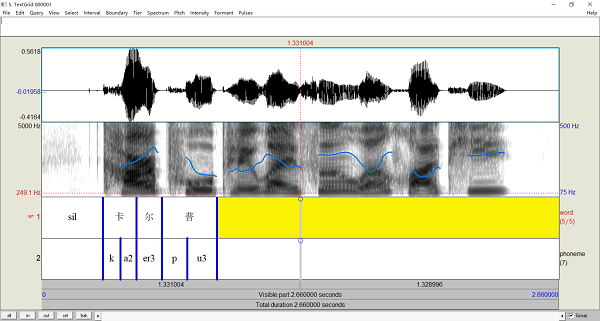 S. TextGrid 000001
File Edit Query View Select Interval Boundary Tier Spectrum Pitch Intensity Formant Pulses Help
1.331004
0.5618
-0.01958
-0.4164
5000 Hz 500 Hz
249.1 Hz 75 Hz
1 sil 卡 尔 普 word (5/5)
2 k a2 er3 p u3 phoneme (7)
1.331004 1.328996
0 Visible part 2.660000 seconds 2.660000
Total duration 2.660000 seconds
all in out sel bak Group